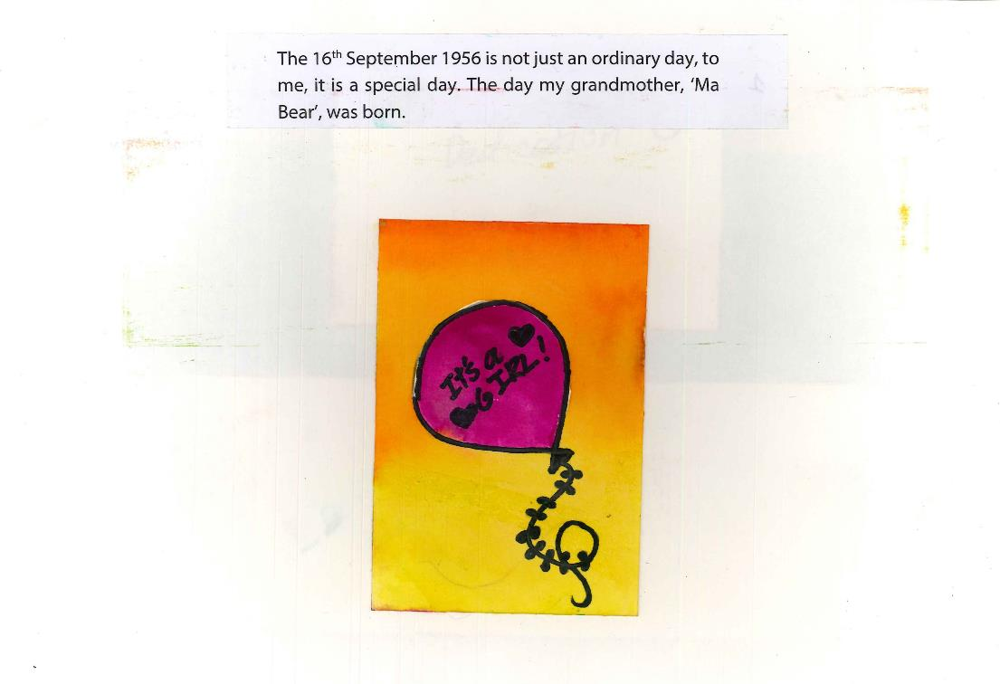 The 16th September 1956 is not just an ordinary day, to
me, it is a special day. The day my grandmother, ‘Ma
Bear’, was born.
It's a
GIRL!